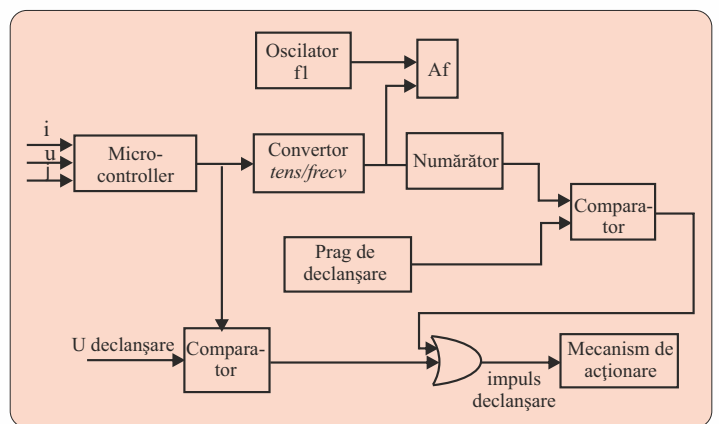 Oscilator
f1
Af
i
u
i
Micro-
controller
Convertor
tens/frecv
Numărător
Compara-
tor
Prag de
declanşare
U declanşare
Compara-
tor
impuls
declanşare
Mecanism de
acţionare